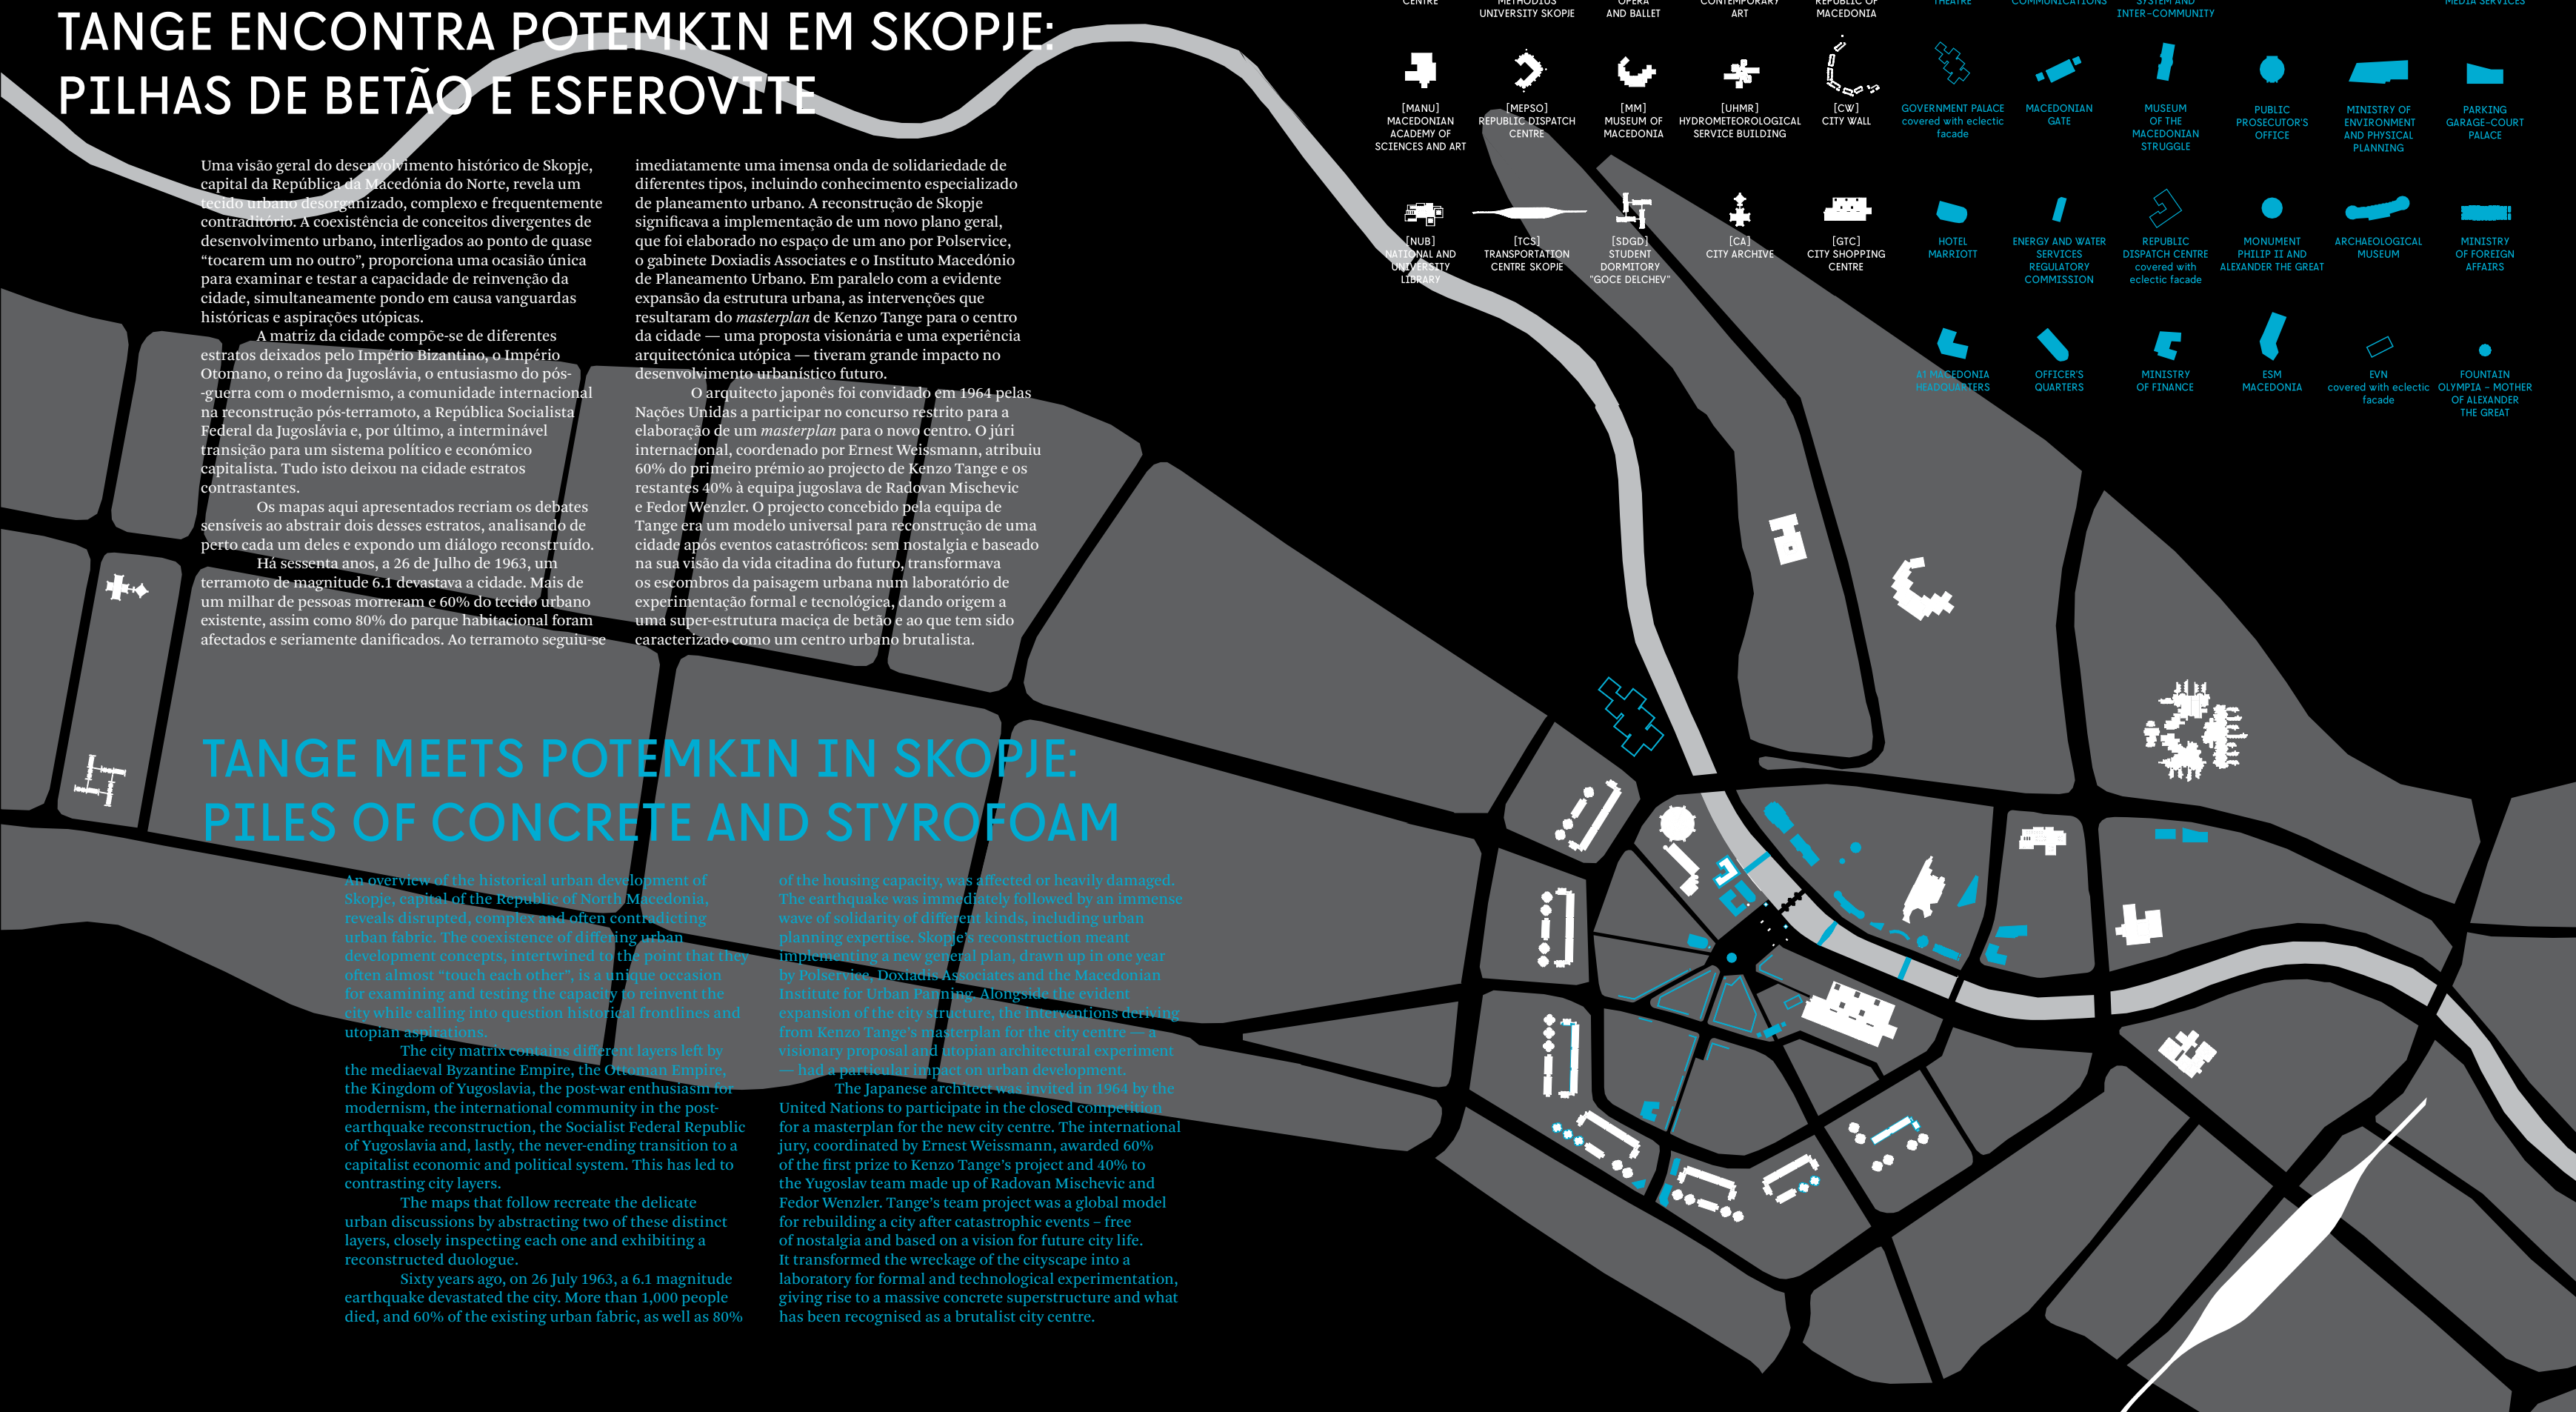 TANGE ENCONTRA POTEMKIN EM SKOPJE:
PILHAS DE BETÃO E ESFEROVITE
Uma visão geral do desenvolvimento histórico de Skopje,
capital da República da Macedónia do Norte, revela um
tecido urbano desorganizado, complexo e frequentemente
contraditório. A coexistência de conceitos divergentes de
desenvolvimento urbano, interligados ao ponto de quase
“tocarem um no outro”, proporciona uma ocasião única
para examinar e testar a capacidade de reinvenção da
cidade, simultaneamente pondo em causa vanguardas
históricas e aspirações utópicas.
A matriz da cidade compõe-se de diferentes
estratos deixados pelo Império Bizantino, o Império
Otomano, o reino da Jugoslávia, o entusiasmo do pós-
-guerra com o modernismo, a comunidade internacional
na reconstrução pós-terramoto, a República Socialista
Federal da Jugoslávia e, por último, a interminável
transição para um sistema político e económico
capitalista. Tudo isto deixou na cidade estratos
contrastantes.
Os mapas aqui apresentados recriam os debates
sensíveis ao abstrair dois desses estratos, analisando de
perto cada um deles e expondo um diálogo reconstruído.
Há sessenta anos, a 26 de Julho de 1963, um
terramoto de magnitude 6.1 devastava a cidade. Mais de
um milhar de pessoas morreram e 60% do tecido urbano
existente, assim como 80% do parque habitacional foram
afectados e seriamente danificados. Ao terramoto seguiu-se
imediatamente uma imensa onda de solidariedade de
diferentes tipos, incluindo conhecimento especializado
de planeamento urbano. A reconstrução de Skopje
significava a implementação de um novo plano geral,
que foi elaborado no espaço de um ano por Polservice,
o gabinete Doxiadis Associates e o Instituto Macedónio
de Planeamento Urbano. Em paralelo com a evidente
expansão da estrutura urbana, as intervenções que
resultaram do masterplan de Kenzo Tange para o centro
da cidade — uma proposta visionária e uma experiência
arquitectónica utópica — tiveram grande impacto no
desenvolvimento urbanístico futuro.
O arquitecto japonês foi convidado em 1964 pelas
Nações Unidas a participar no concurso restrito para a
elaboração de um masterplan para o novo centro. O júri
internacional, coordenado por Ernest Weissmann, atribuiu
60% do primeiro prémio ao projecto de Kenzo Tange e os
restantes 40% à equipa jugoslava de Radovan Mischevic
e Fedor Wenzler. O projecto concebido pela equipa de
Tange era um modelo universal para reconstrução de uma
cidade após eventos catastróficos: sem nostalgia e baseado
na sua visão da vida citadina do futuro, transformava
os escombros da paisagem urbana num laboratório de
experimentação formal e tecnológica, dando origem a
uma super-estrutura maciça de betão e ao que tem sido
caracterizado como um centro urbano brutalista.
TANGE MEETS POTEMKIN IN SKOPJE:
PILES OF CONCRETE AND STYROFOAM
An overview of the historical urban development of
Skopje, capital of the Republic of North Macedonia,
reveals disrupted, complex and often contradicting
urban fabric. The coexistence of differing urban
development concepts, intertwined to the point that they
often almost “touch each other”, is a unique occasion
for examining and testing the capacity to reinvent the
city while calling into question historical frontlines and
utopian aspirations.
The city matrix contains different layers left by
the mediaeval Byzantine Empire, the Ottoman Empire,
the Kingdom of Yugoslavia, the post-war enthusiasm for
modernism, the international community in the post-
earthquake reconstruction, the Socialist Federal Republic
of Yugoslavia and, lastly, the never-ending transition to a
capitalist economic and political system. This has led to
contrasting city layers.
The maps that follow recreate the delicate
urban discussions by abstracting two of these distinct
layers, closely inspecting each one and exhibiting a
reconstructed duologue.
Sixty years ago, on 26 July 1963, a 6.1 magnitude
earthquake devastated the city. More than 1,000 people
died, and 60% of the existing urban fabric, as well as 80%
of the housing capacity, was affected or heavily damaged.
The earthquake was immediately followed by an immense
wave of solidarity of different kinds, including urban
planning expertise. Skopje’s reconstruction meant
implementing a new general plan, drawn up in one year
by Polservice, Doxiadis Associates and the Macedonian
Institute for Urban Panning. Alongside the evident
expansion of the city structure, the interventions deriving
from Kenzo Tange’s masterplan for the city centre — a
visionary proposal and utopian architectural experiment
— had a particular impact on urban development.
The Japanese architect was invited in 1964 by the
United Nations to participate in the closed competition
for a masterplan for the new city centre. The international
jury, coordinated by Ernest Weissmann, awarded 60%
of the first prize to Kenzo Tange’s project and 40% to
the Yugoslav team made up of Radovan Mischevic and
Fedor Wenzler. Tange’s team project was a global model
for rebuilding a city after catastrophic events – free
of nostalgia and based on a vision for future city life.
It transformed the wreckage of the cityscape into a
laboratory for formal and technological experimentation,
giving rise to a massive concrete superstructure and what
has been recognised as a brutalist city centre.
CENTRE
METHODIUS
UNIVERSITY SKOPJE
OPERA
AND BALLET
CONTEMPORARY
ART
REPUBLIC OF
MACEDONIA
THEATRE
COMMUNICATIONS
SYSTEM AND
INTER-COMMUNITY
MEDIA SERVICES
[MANU]
MACEDONIAN
ACADEMY OF
SCIENCES AND ART
[MEPSO]
REPUBLIC DISPATCH
CENTRE
[MM]
MUSEUM OF
MACEDONIA
[UHMR]
HYDROMETEOROLOGICAL
SERVICE BUILDING
[CW]
CITY WALL
GOVERNMENT PALACE
covered with eclectic
facade
MACEDONIAN
GATE
MUSEUM
OF THE
MACEDONIAN
STRUGGLE
PUBLIC
PROSECUTOR'S
OFFICE
MINISTRY OF
ENVIRONMENT
AND PHYSICAL
PLANNING
PARKING
GARAGE-COURT
PALACE
[NUB]
NATIONAL AND
UNIVERSITY
LIBRARY
[TCS]
TRANSPORTATION
CENTRE SKOPJE
[SDGD]
STUDENT
DORMITORY
"GOCE DELCHEV"
[CA]
CITY ARCHIVE
[GTC]
CITY SHOPPING
CENTRE
HOTEL
MARRIOTT
ENERGY AND WATER
SERVICES
REGULATORY
COMMISSION
REPUBLIC
DISPATCH CENTRE
covered with
eclectic facade
MONUMENT
PHILIP II AND
ALEXANDER THE GREAT
ARCHAEOLOGICAL
MUSEUM
MINISTRY
OF FOREIGN
AFFAIRS
A1 MACEDONIA
HEADQUARTERS
OFFICER'S
QUARTERS
MINISTRY
OF FINANCE
ESM
MACEDONIA
EVN
covered with eclectic
facade
FOUNTAIN
OLYMPIA - MOTHER
OF ALEXANDER
THE GREAT